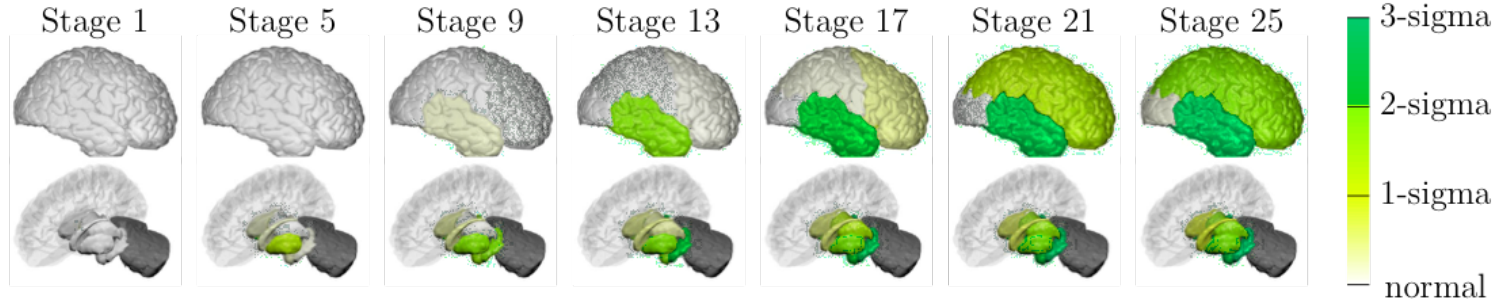 Stage 1
Stage 5
Stage 9
Stage 13
Stage 17
Stage 21
Stage 25
3-sigma
2-sigma
1-sigma
normal